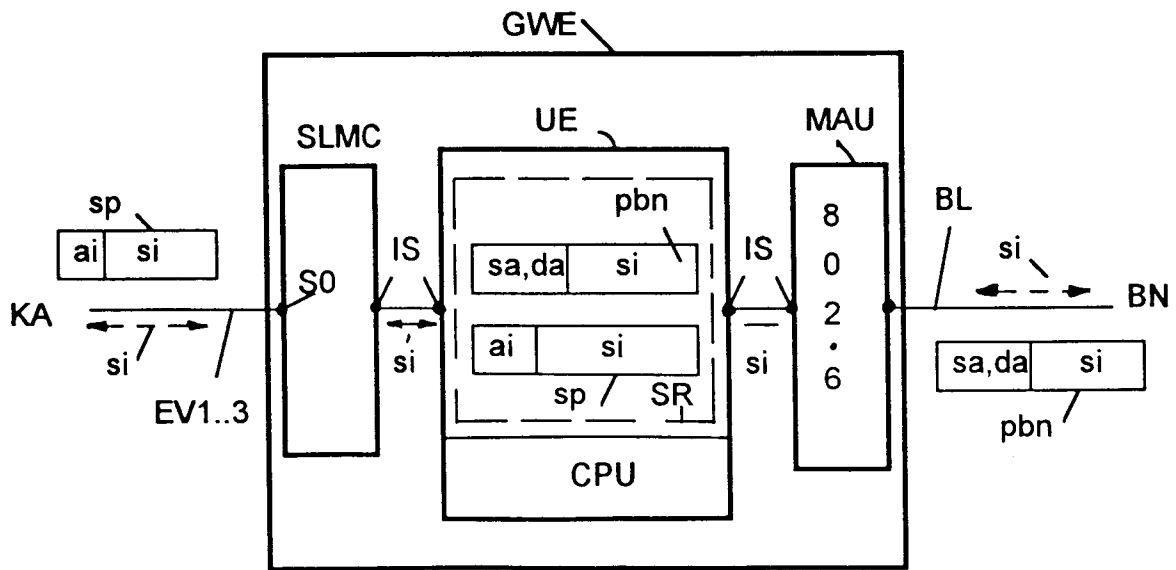 GWE
SLMC
UE
MAU
sp
ai si
S0
IS
pbn
sa,da si
IS
8
0
2
.
6
BL
si
KA
BN
si
si
ai si
si
sa,da si
sp
SR
EV1..3
pbn
CPU